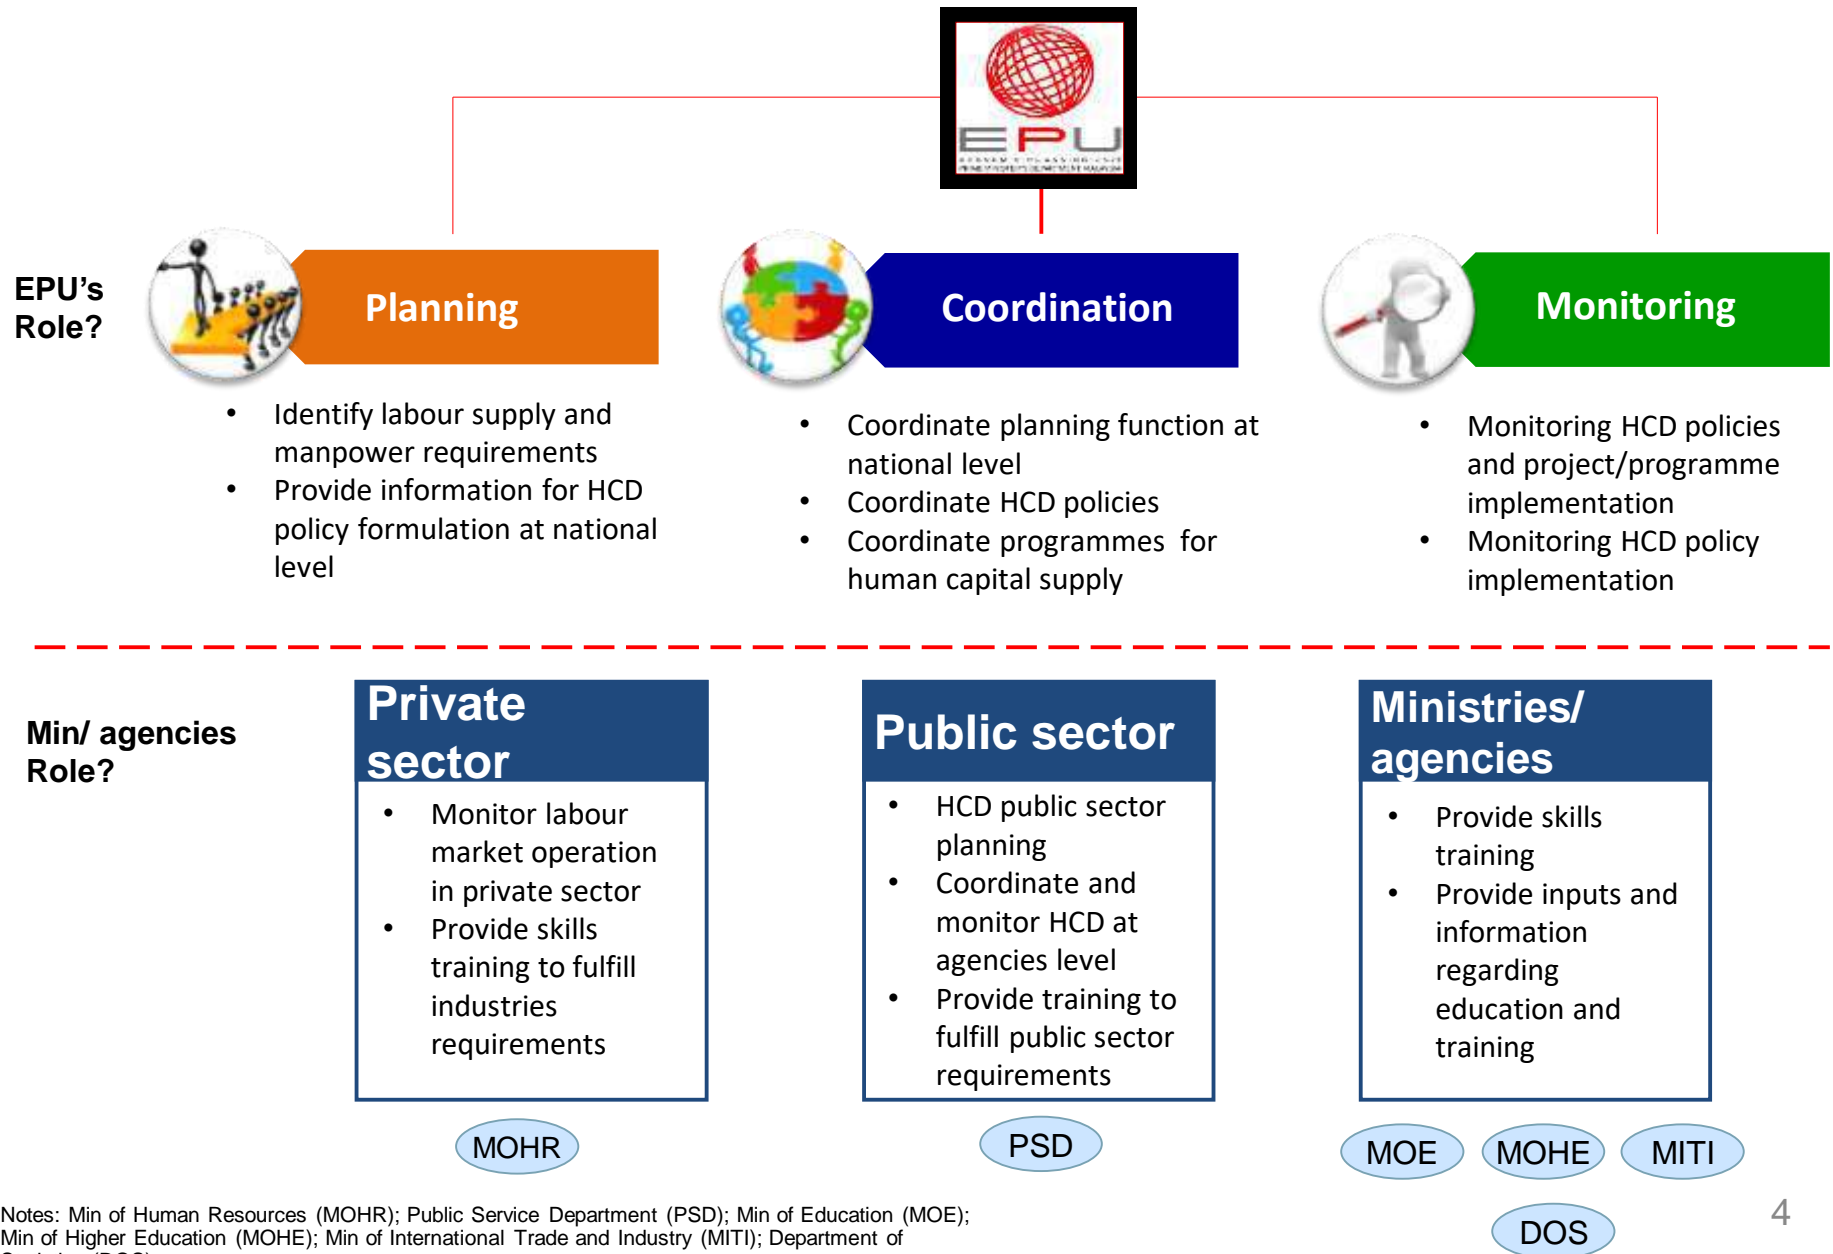 EPU
EPU's
Role?
Planning
Coordination
Monitoring
• Identify labour supply and
manpower requirements
• Provide information for HCD
policy formulation at national
level
• Coordinate planning function at
national level
• Coordinate HCD policies
• Coordinate programmes for
human capital supply
• Monitoring HCD policies
and project/programme
implementation
• Monitoring HCD policy
implementation
Min/ agencies
Role?
Private
sector
• Monitor labour
market operation
in private sector
• Provide skills
training to fulfill
industries
requirements
MOHR
Public sector
• HCD public sector
planning
• Coordinate and
monitor HCD at
agencies level
• Provide training to
fulfill public sector
requirements
PSD
Ministries/
agencies
• Provide skills
training
• Provide inputs and
information
regarding
education and
training
MOE
MOHE
MITI
DOS
Notes: Min of Human Resources (MOHR); Public Service Department (PSD); Min of Education (MOE);
Min of Higher Education (MOHE); Min of International Trade and Industry (MITI); Department of
4